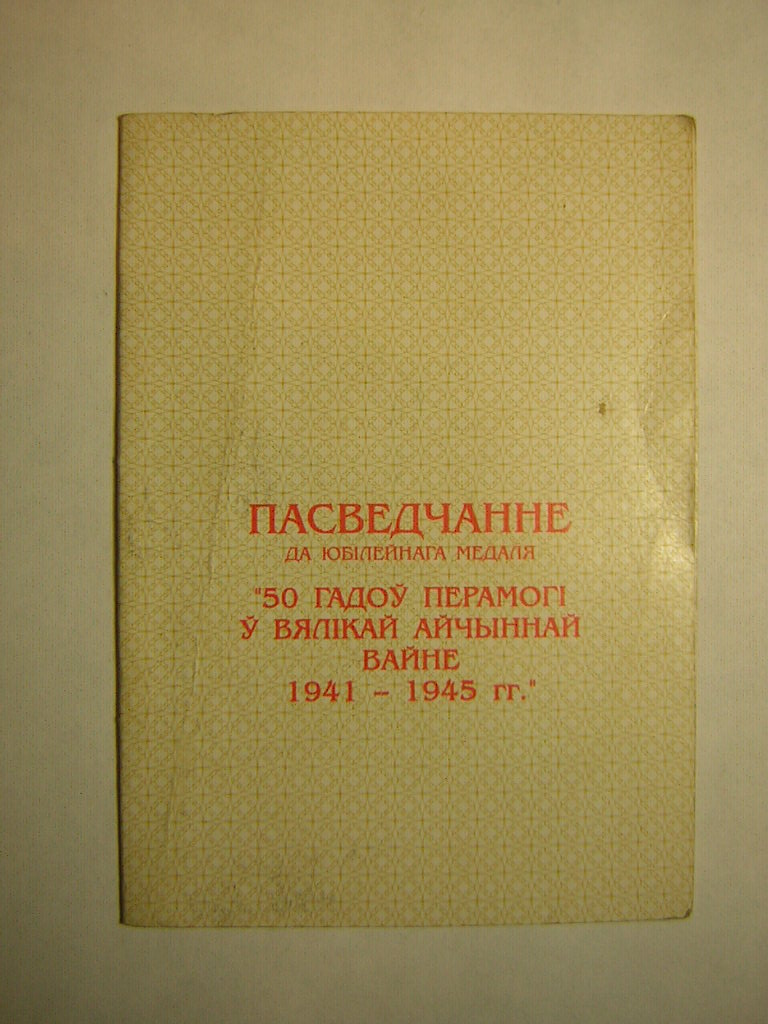 ПАСВЕДЧАННЕ
ДА ЮБІЛЕЙНАГА МЕДАЛЯ
"50 ГАДОЎ ПЕРАМОГІ
Ў ВЯЛІКАЙ АЙЧЫННАЙ
ВАЙНЕ
1941 – 1945 гг."